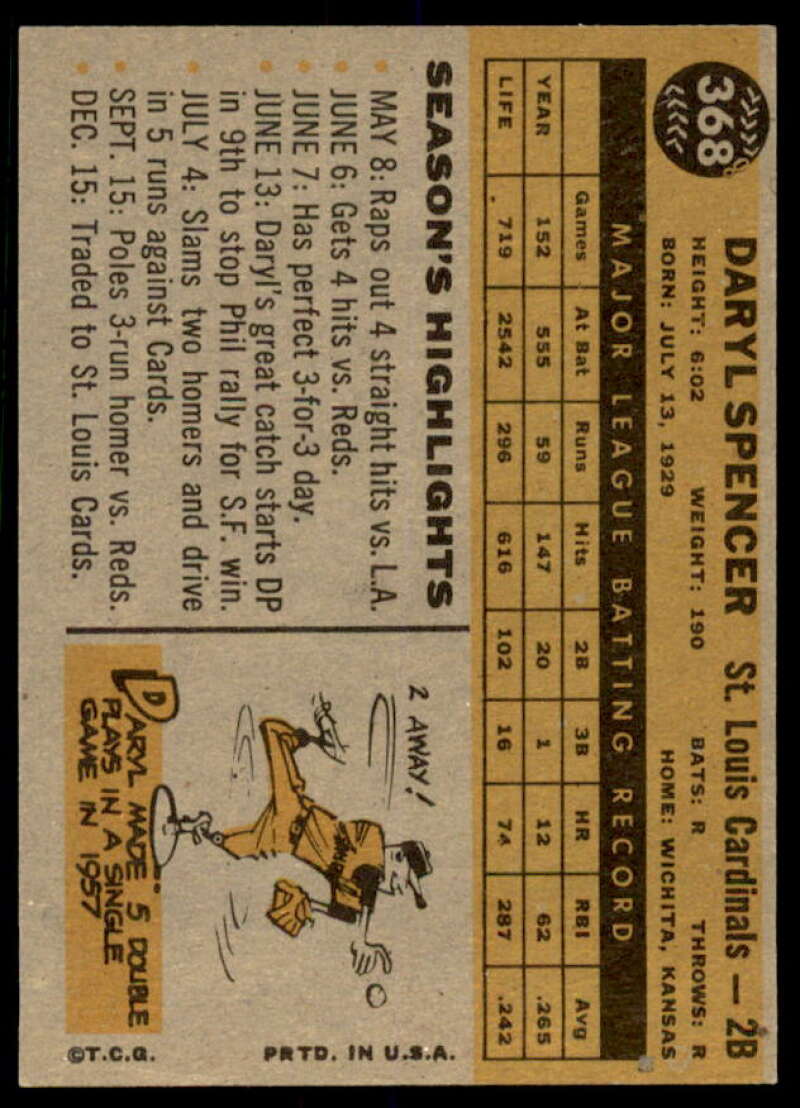 368
DARYL SPENCER St. Louis Cardinals — 2B
HEIGHT: 6:02 WEIGHT: 190 BATS: R THROWS: R
BORN: JULY 13, 1929 HOME: WICHITA, KANSAS
MAJOR LEAGUE BATTING RECORD
Games At Bat Runs Hits 2B 3B HR RBI Avg
YEAR 152 555 59 147 20 1 12 62 .265
LIFE 719 2542 296 616 102 16 74 287 .242
SEASON'S HIGHLIGHTS
• MAY 8: Raps out 4 straight hits vs. L.A.
• JUNE 6: Gets 4 hits vs. Reds.
• JUNE 7: Has perfect 3-for-3 day.
• JUNE 13: Daryl's great catch starts DP
in 9th to stop Phil rally for S.F. win.
• JULY 4: Slams two homers and drive
in 5 runs against Cards.
• SEPT. 15: Poles 3-run homer vs. Reds.
• DEC. 15: Traded to St. Louis Cards.
2 AWAY!
DARYL MADE 5 DOUBLE
PLAYS IN A SINGLE
GAME IN 1957
©T.C.G. PRTD. IN U.S.A.